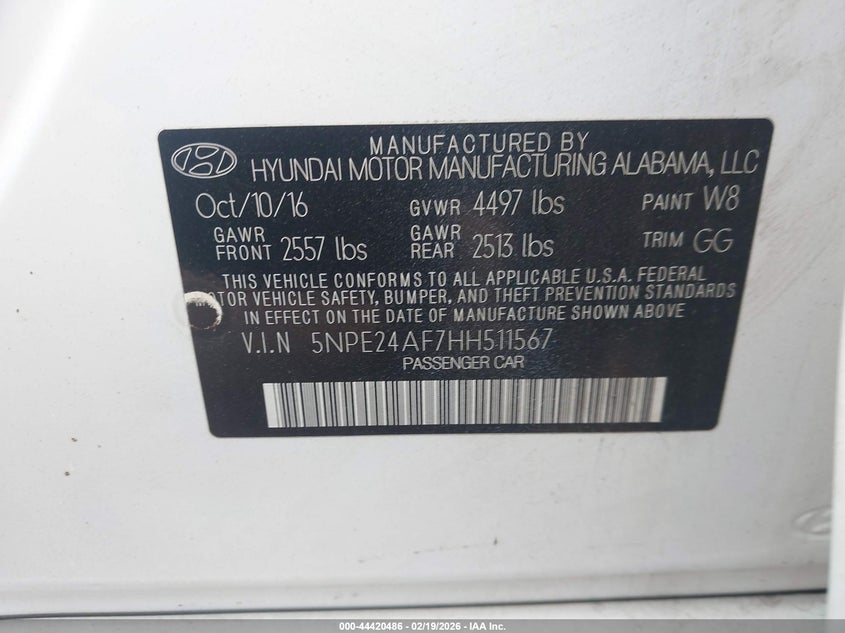 MANUFACTURED BY
HYUNDAI MOTOR MANUFACTURING ALABAMA, LLC
Oct/10/16 GVWR 4497 lbs PAINT W8
GAWR FRONT 2557 lbs GAWR REAR 2513 lbs TRIM GG
THIS VEHICLE CONFORMS TO ALL APPLICABLE U.S.A. FEDERAL
OTOR VEHICLE SAFETY, BUMPER, AND THEFT PREVENTION STANDARDS
IN EFFECT ON THE DATE OF MANUFACTURE SHOWN ABOVE
V.I.N 5NPE24AF7HH511567
PASSENGER CAR
000-44420486 - 02/19/2026 - IAA Inc.